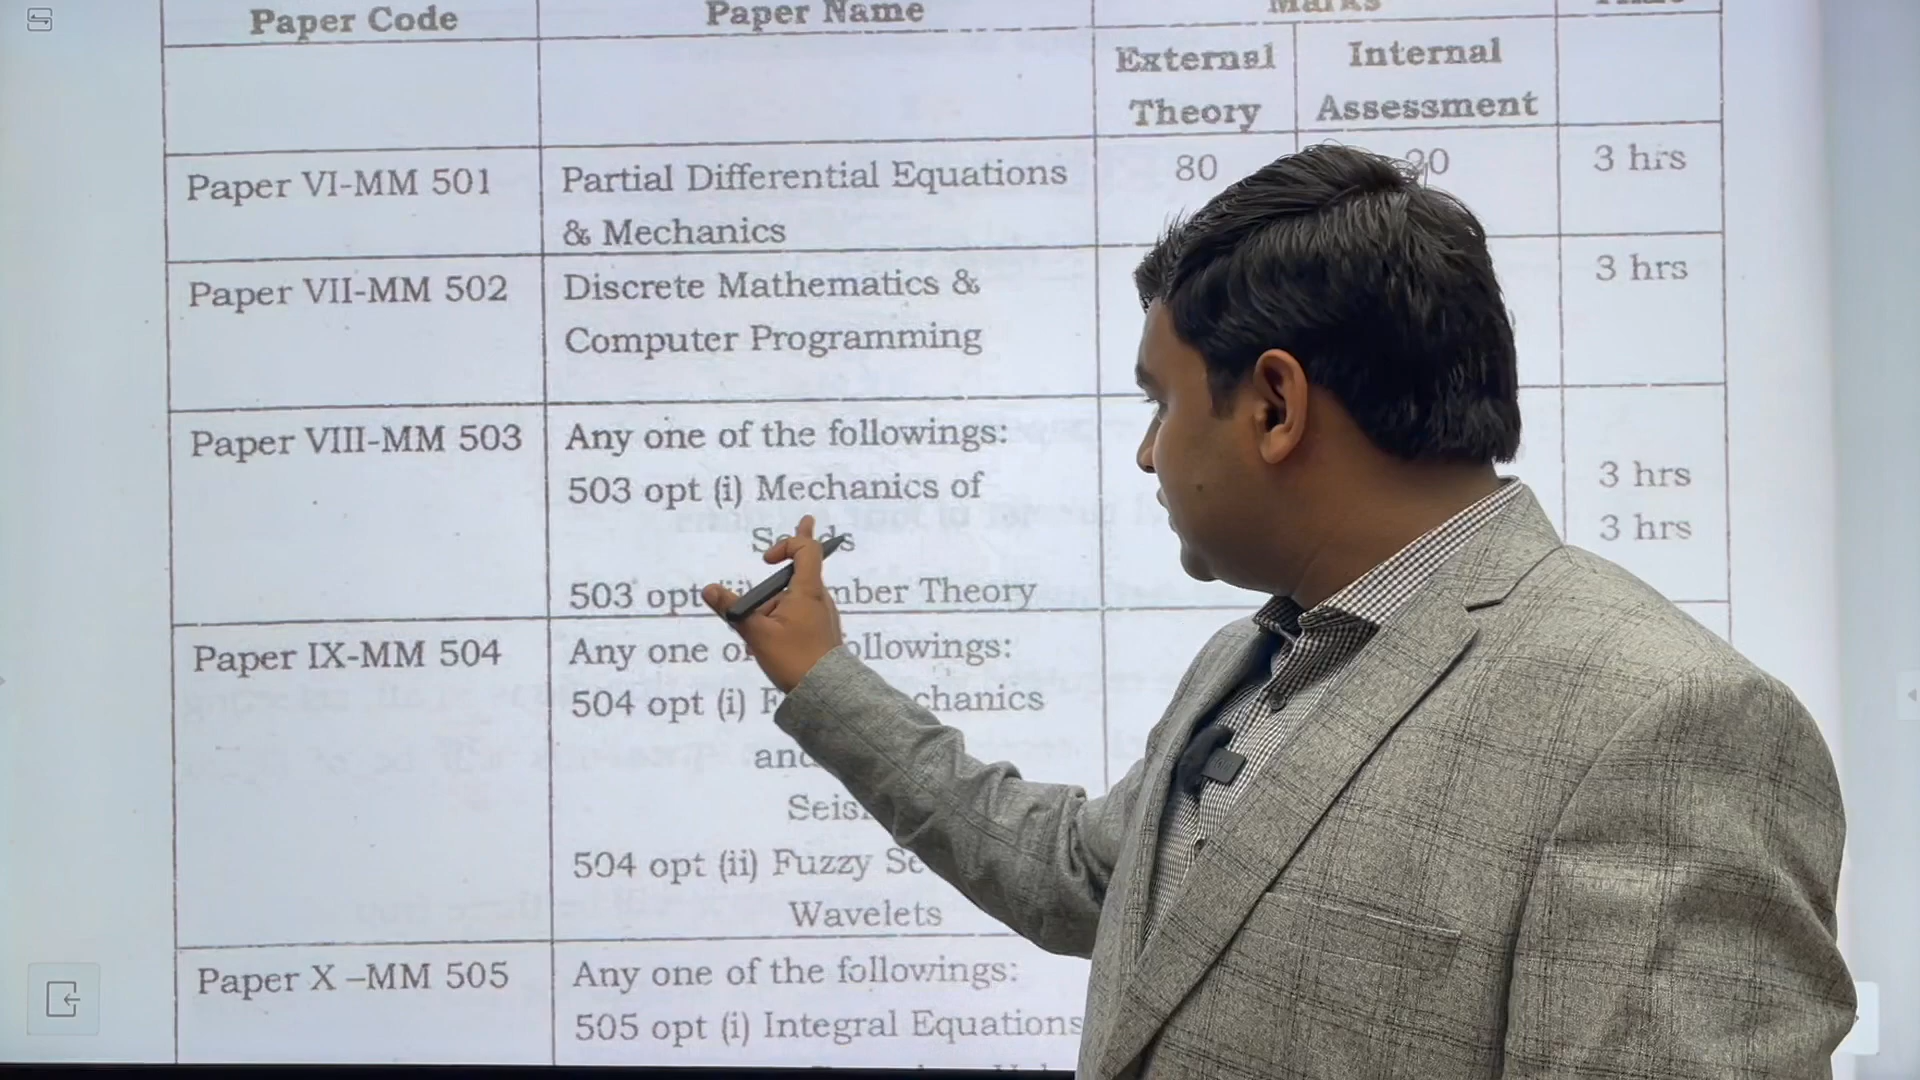 Paper Code
Paper Name
Marks
External
Theory
Internal
Assessment
Paper VI-MM 501
Partial Differential Equations
& Mechanics
80
20
3 hrs
Paper VII-MM 502
Discrete Mathematics &
Computer Programming
3 hrs
Paper VIII-MM 503
Any one of the followings:
503 opt (i) Mechanics of
3 hrs
503 opt Theory
3 hrs
Paper IX-MM 504
Any one
504 opt (i)
504 opt (ii) Fuzzy
Wavelets
Paper X –MM 505
Any one of the followings:
505 opt (i) Integral Equations